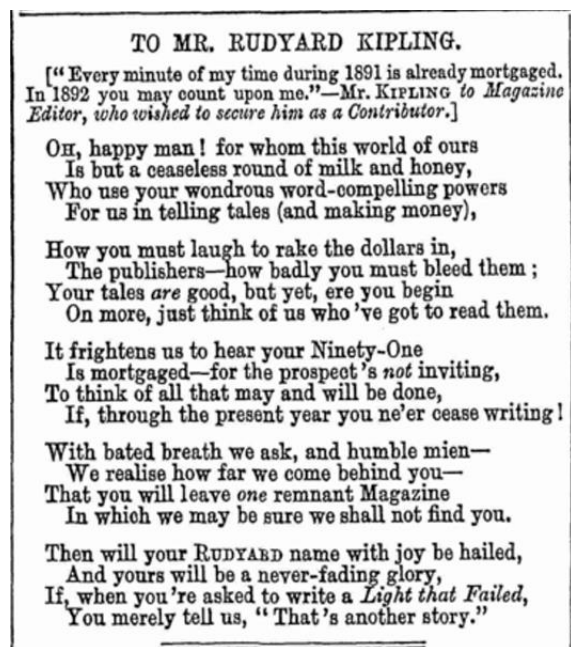 TO MR. RUDYARD KIPLING.
["Every minute of my time during 1891 is already mortgaged.
In 1892 you may count upon me."—MR. KIPLING to Magazine
Editor, who wished to secure him as a Contributor.]
OH, happy man! for whom this world of ours
Is but a ceaseless round of milk and honey,
Who use your wondrous word-compelling powers
For us in telling tales (and making money),
How you must laugh to rake the dollars in,
The publishers—how badly you must bleed them;
Your tales are good, but yet, ere you begin
On more, just think of us who 've got to read them.
It frightens us to hear your Ninety-One
Is mortgaged—for the prospect 's not inviting,
To think of all that may and will be done,
If, through the present year you ne'er cease writing!
With bated breath we ask, and humble mien—
We realise how far we come behind you—
That you will leave one remnant Magazine
In which we may be sure we shall not find you.
Then will your RUDYARD name with joy be hailed,
And yours will be a never-fading glory,
If, when you 're asked to write a Light that Failed,
You merely tell us, "That 's another story."